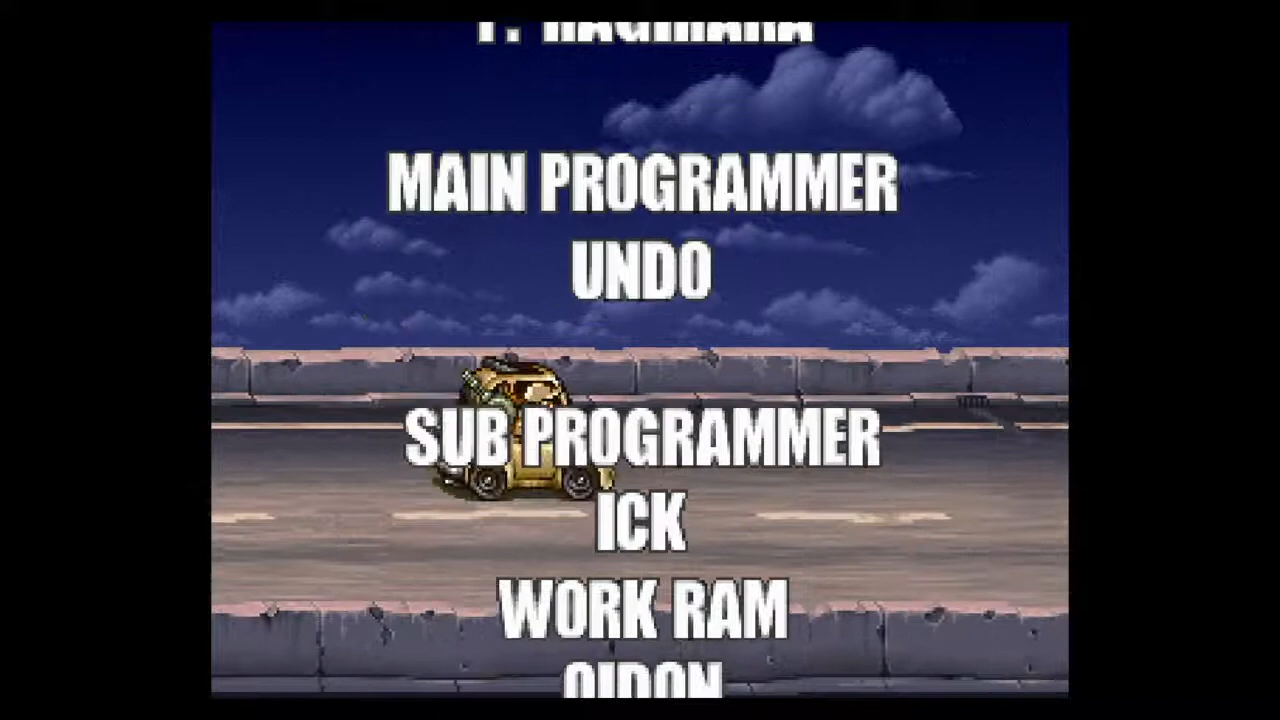 MAIN PROGRAMMER
UNDO
SUB PROGRAMMER
ICK
WORK RAM